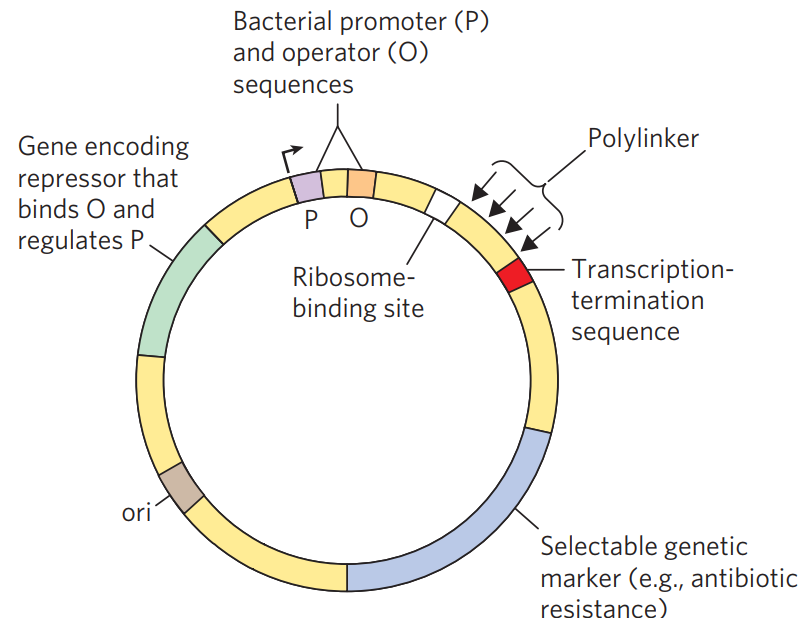 Bacterial promoter (P)
and operator (O)
sequences
Gene encoding
repressor that
binds O and
regulates P
Polylinker
P
O
Ribosome-
binding site
Transcription-
termination
sequence
ori
Selectable genetic
marker (e.g., antibiotic
resistance)